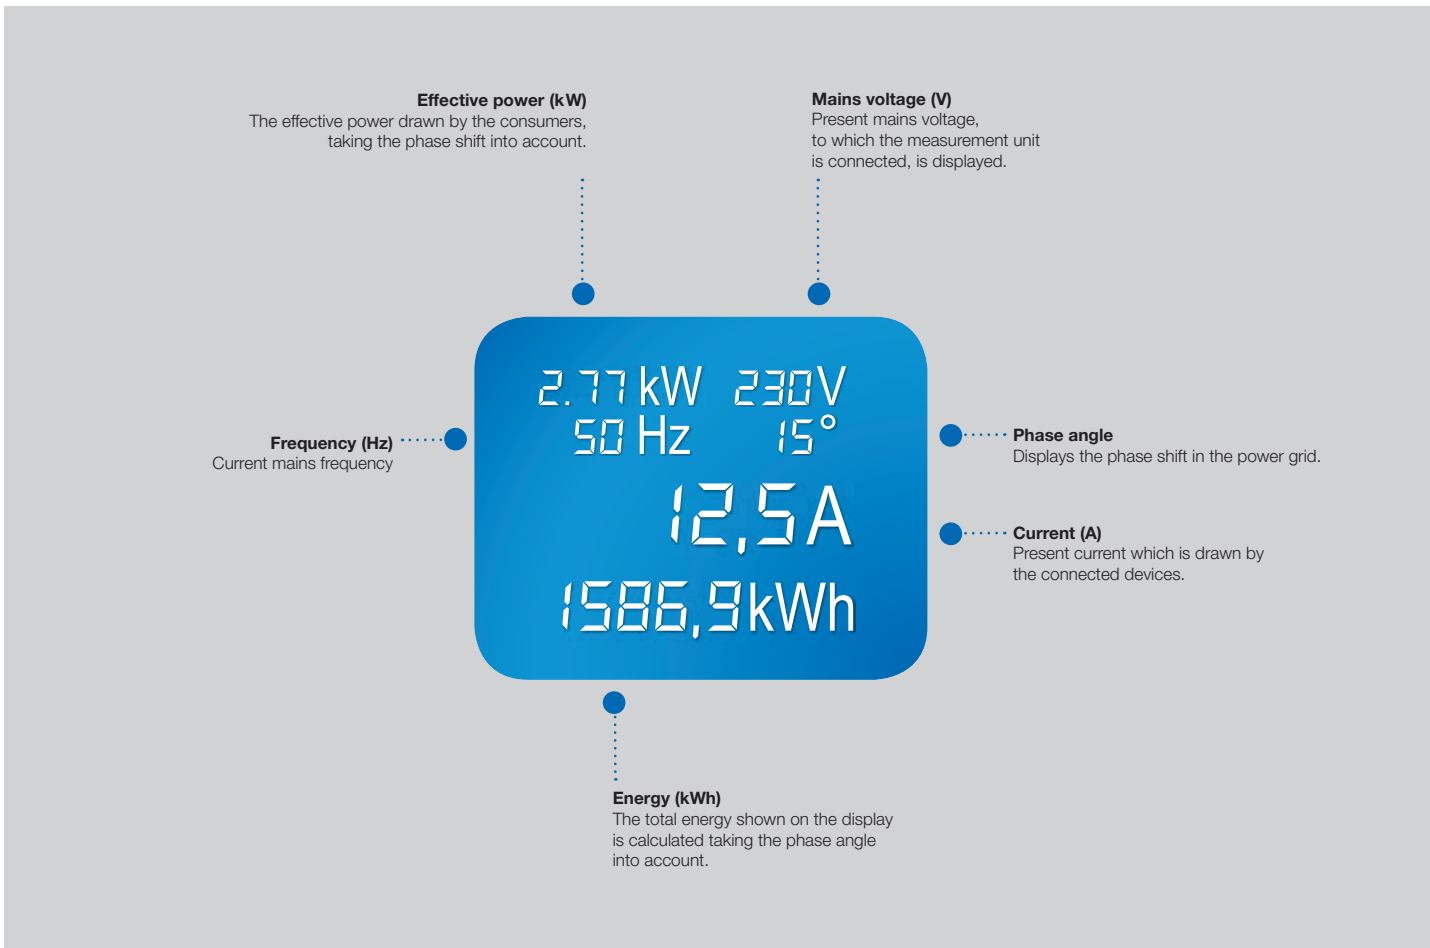 Effective power (kW)
The effective power drawn by the consumers,
taking the phase shift into account.
Mains voltage (V)
Present mains voltage,
to which the measurement unit
is connected, is displayed.
2.77 kW 230V
50 Hz 15°
12,5A
1586,9kWh
Frequency (Hz)
Current mains frequency
Phase angle
Displays the phase shift in the power grid.
Current (A)
Present current which is drawn by
the connected devices.
Energy (kWh)
The total energy shown on the display
is calculated taking the phase angle
into account.